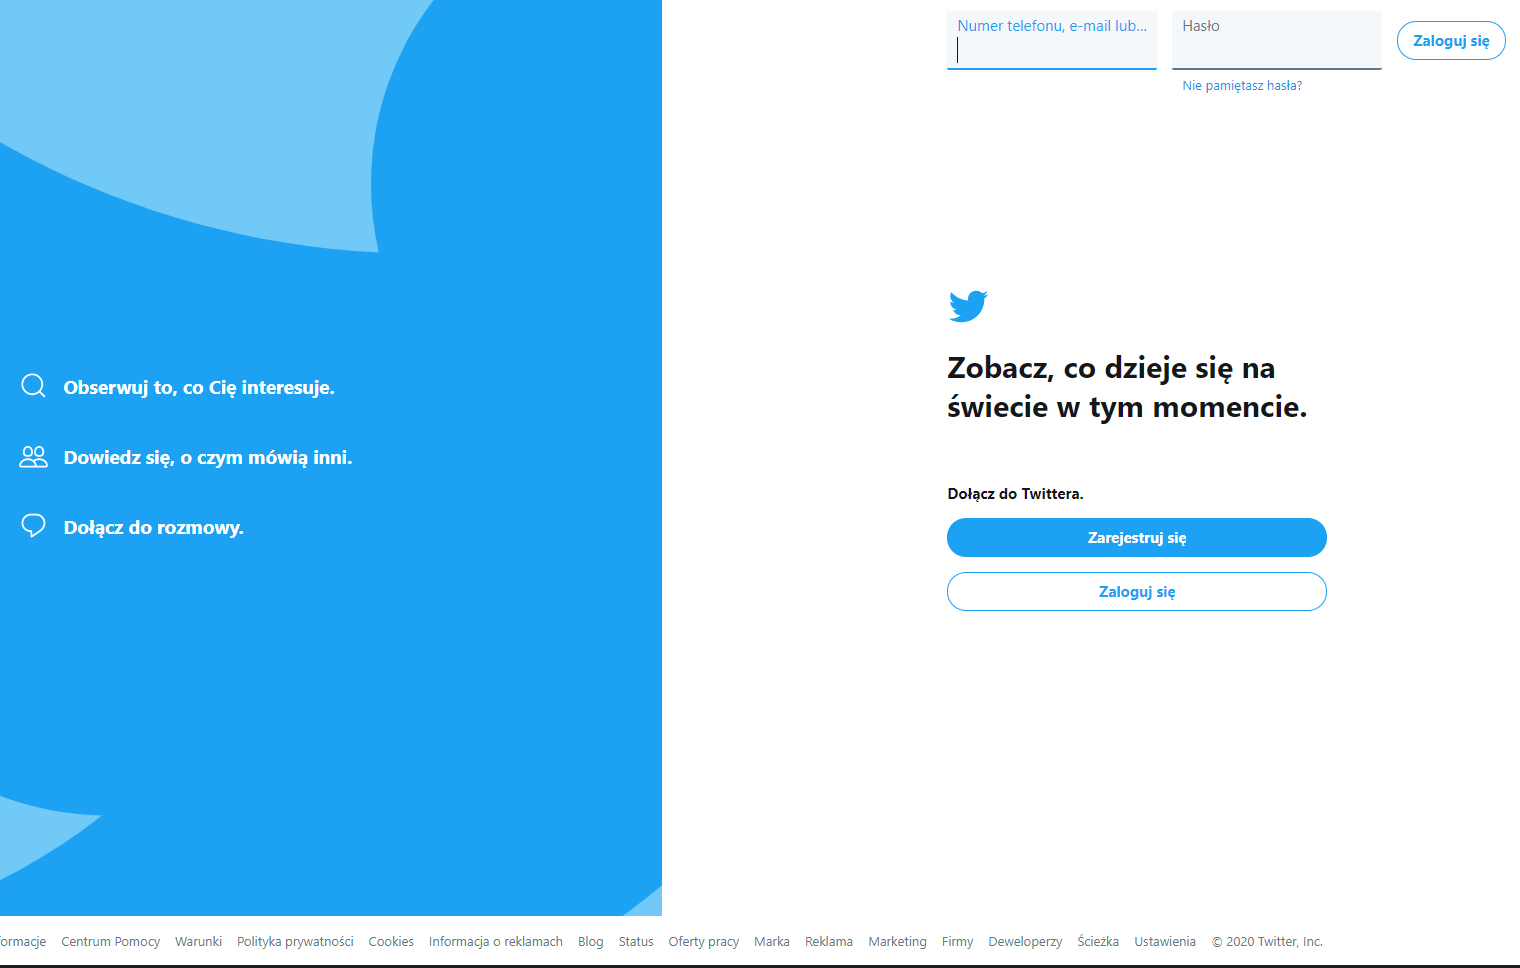 Numer telefonu, e-mail lub...
Hasło
Zaloguj się
Nie pamiętasz hasła?
Obserwuj to, co Cię interesuje.
Dowiedz się, o czym mówią inni.
Dołącz do rozmowy.
Zobacz, co dzieje się na
świecie w tym momencie.
Dołącz do Twittera.
Zarejestruj się
Zaloguj się
formacje Centrum Pomocy Warunki Polityka prywatności Cookies Informacja o reklamach Blog Status Oferty pracy Marka Reklama Marketing Firmy Deweloperzy Ścieżka Ustawienia © 2020 Twitter, Inc.